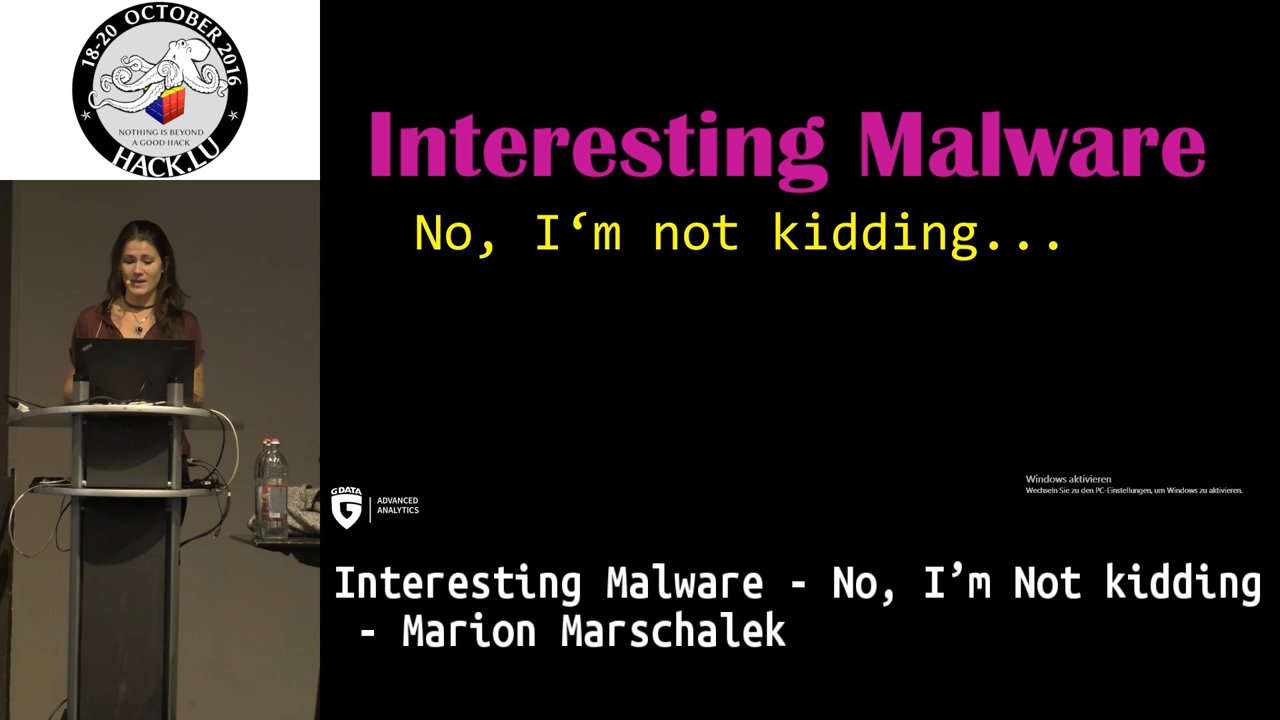 18-20 OCTOBER 2016
NOTHING IS BEYOND
A GOOD HACK
HACK.LU
Interesting Malware
No, I‘m not kidding...
Windows aktivieren
Wechseln Sie zu den PC-Einstellungen, um Windows zu aktivieren.
G DATA
ADVANCED
ANALYTICS
Interesting Malware - No, I’m Not kidding
- Marion Marschalek